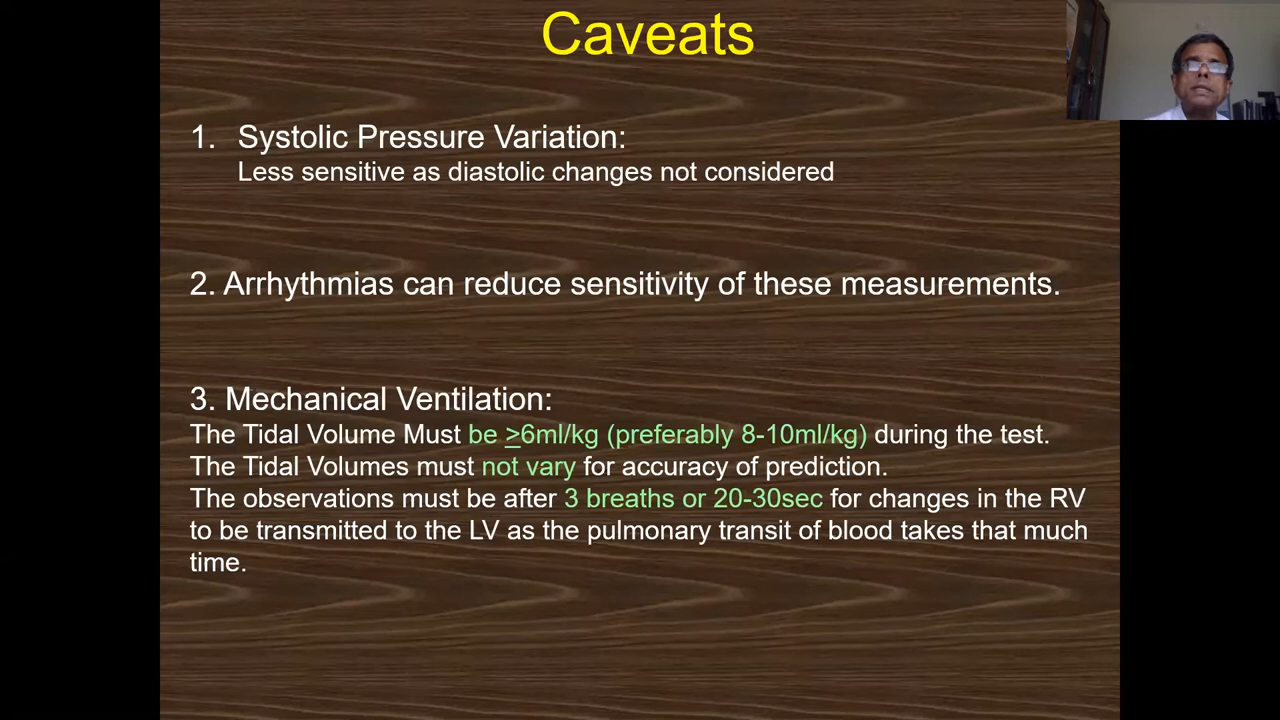 Caveats
1. Systolic Pressure Variation:
Less sensitive as diastolic changes not considered
2. Arrhythmias can reduce sensitivity of these measurements.
3. Mechanical Ventilation:
The Tidal Volume Must be ≥6ml/kg (preferably 8-10ml/kg) during the test.
The Tidal Volumes must not vary for accuracy of prediction.
The observations must be after 3 breaths or 20-30sec for changes in the RV
to be transmitted to the LV as the pulmonary transit of blood takes that much
time.